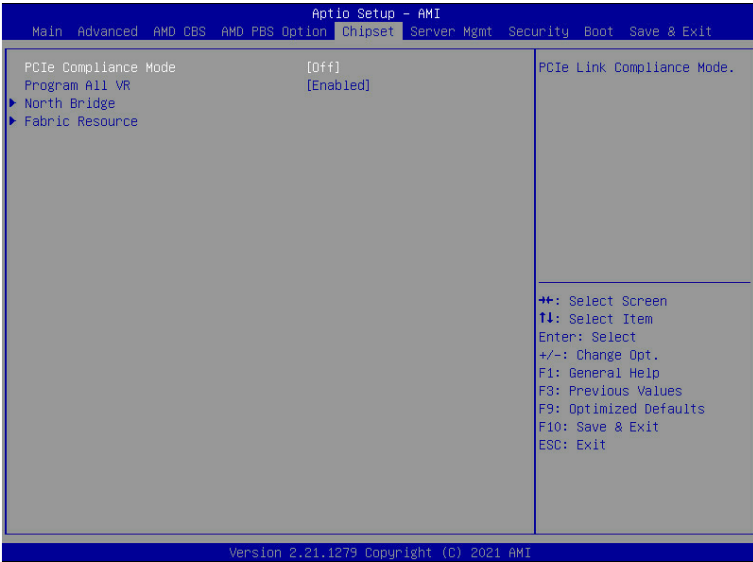 Aptio Setup - AMI
Main Advanced AMD CBS AMD PBS Option Chipset Server Mgmt Security Boot Save & Exit
PCIe Compliance Mode [Off]
Program All VR [Enabled]
North Bridge
Fabric Resource
PCIe Link Compliance Mode.
→←: Select Screen
↑↓: Select Item
Enter: Select
+/-: Change Opt.
F1: General Help
F3: Previous Values
F9: Optimized Defaults
F10: Save & Exit
ESC: Exit
Version 2.21.1279 Copyright (C) 2021 AMI